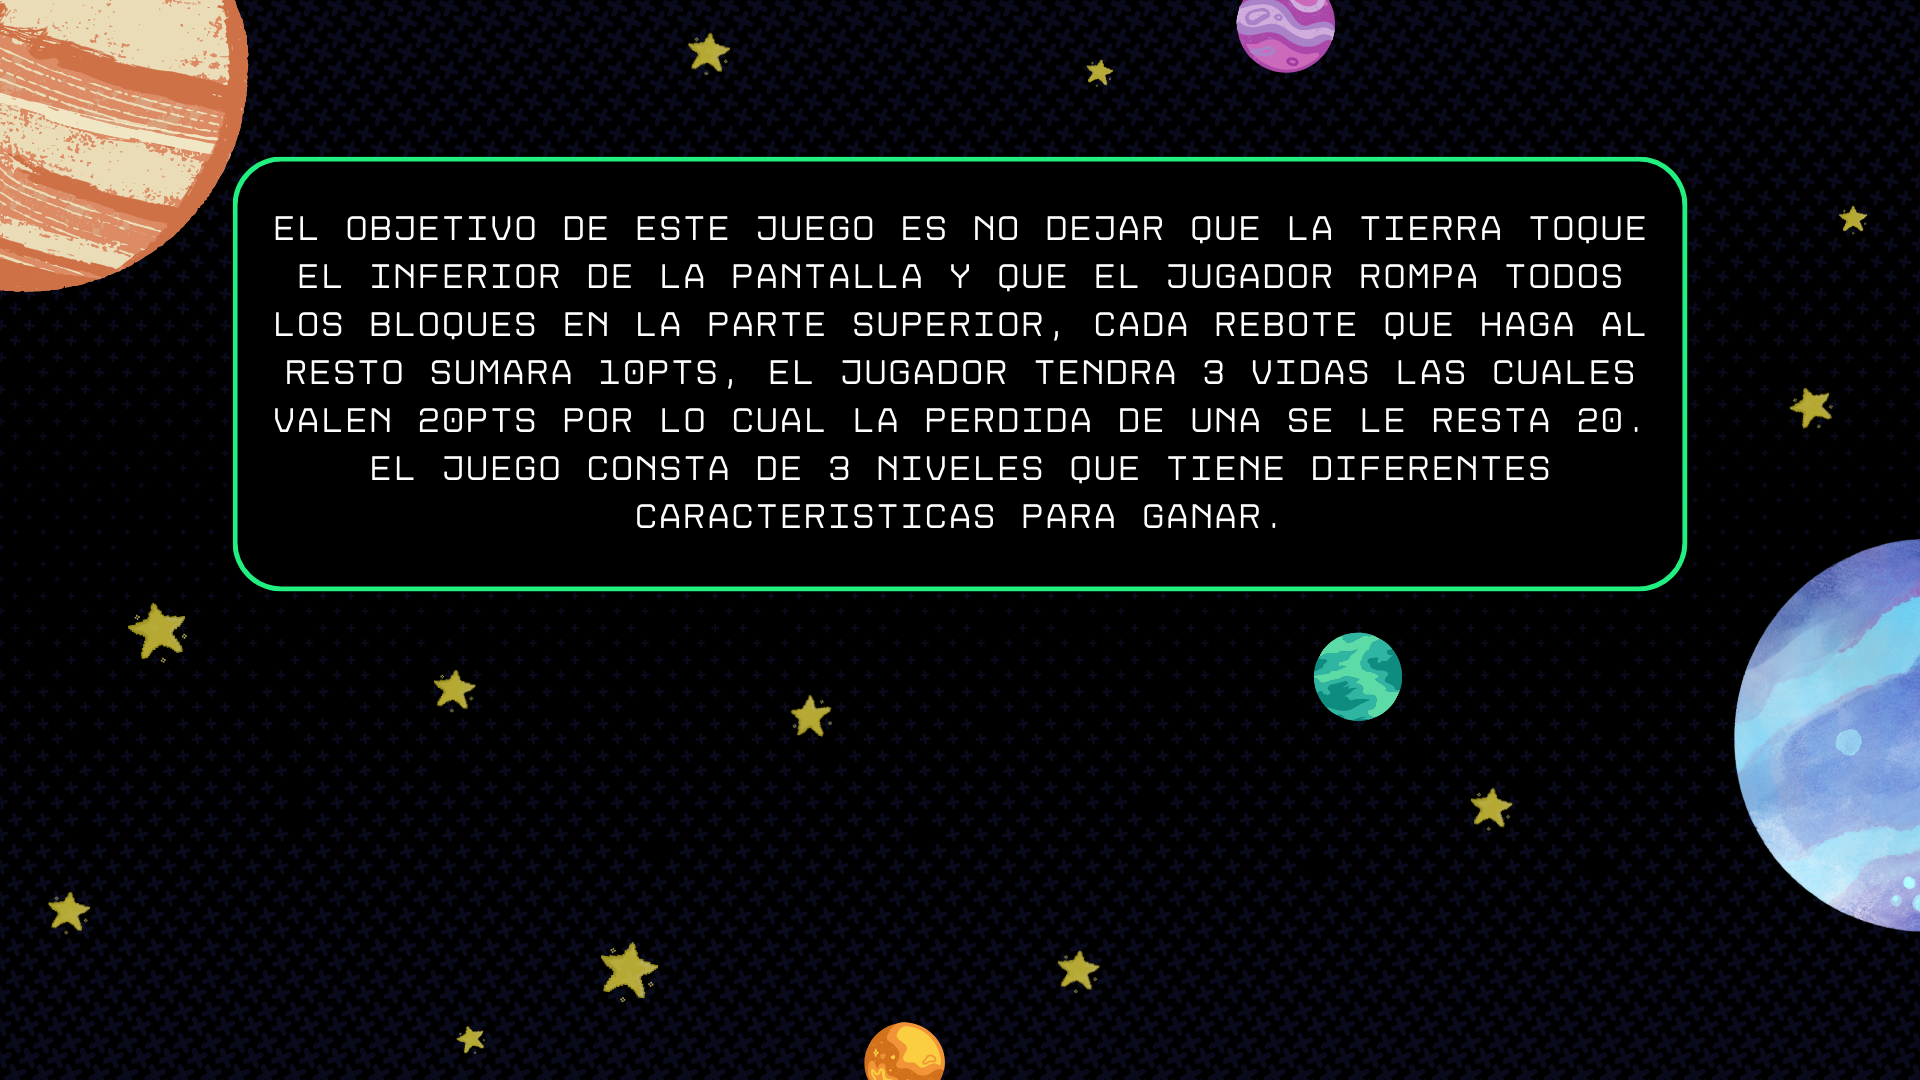 EL OBJETIVO DE ESTE JUEGO ES NO DEJAR QUE LA TIERRA TOQUE
EL INFERIOR DE LA PANTALLA Y QUE EL JUGADOR ROMPA TODOS
LOS BLOQUES EN LA PARTE SUPERIOR, CADA REBOTE QUE HAGA AL
RESTO SUMARA 10PTS, EL JUGADOR TENDRA 3 VIDAS LAS CUALES
VALEN 20PTS POR LO CUAL LA PERDIDA DE UNA SE LE RESTA 20.
EL JUEGO CONSTA DE 3 NIVELES QUE TIENE DIFERENTES
CARACTERISTICAS PARA GANAR.